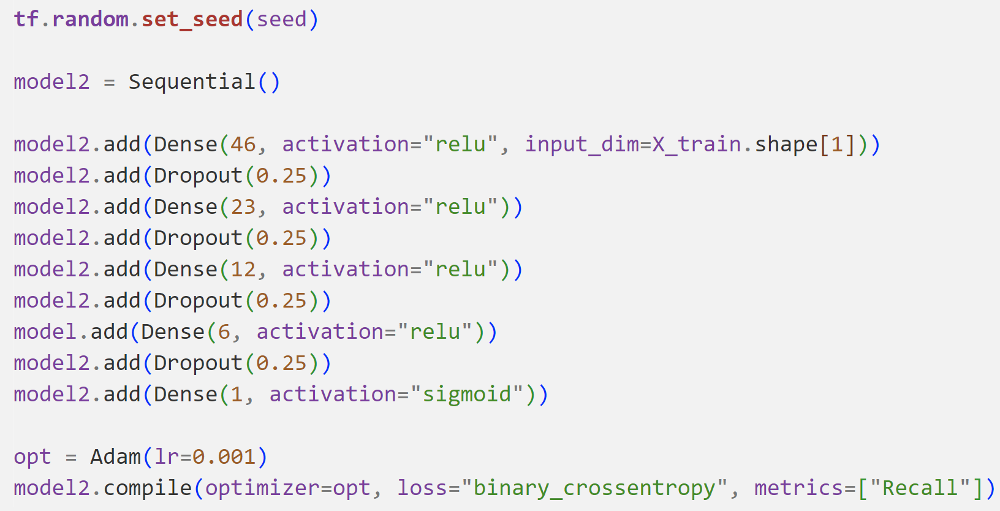 tf.random.set_seed(seed)
model2 = Sequential()
model2.add(Dense(46, activation="relu", input_dim=X_train.shape[1]))
model2.add(Dropout(0.25))
model2.add(Dense(23, activation="relu"))
model2.add(Dropout(0.25))
model2.add(Dense(12, activation="relu"))
model2.add(Dropout(0.25))
model.add(Dense(6, activation="relu"))
model2.add(Dropout(0.25))
model2.add(Dense(1, activation="sigmoid"))
opt = Adam(lr=0.001)
model2.compile(optimizer=opt, loss="binary_crossentropy", metrics=["Recall"])